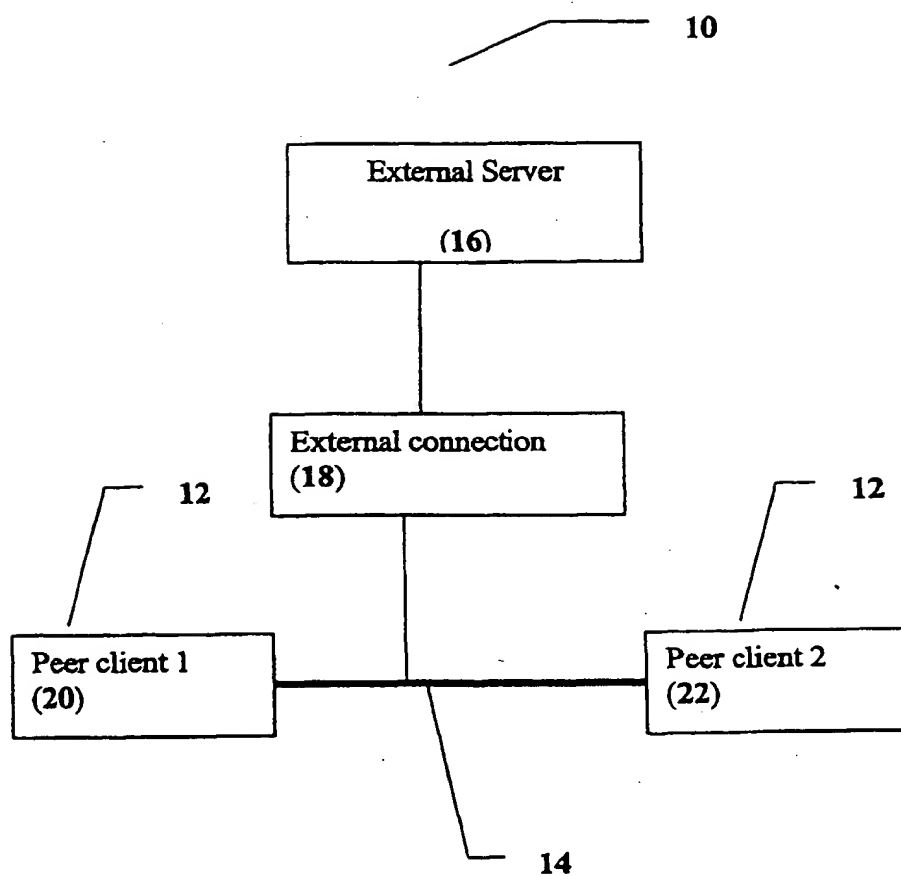 10
External Server
(16)
External connection
(18)
12
12
Peer client 1
(20)
Peer client 2
(22)
14